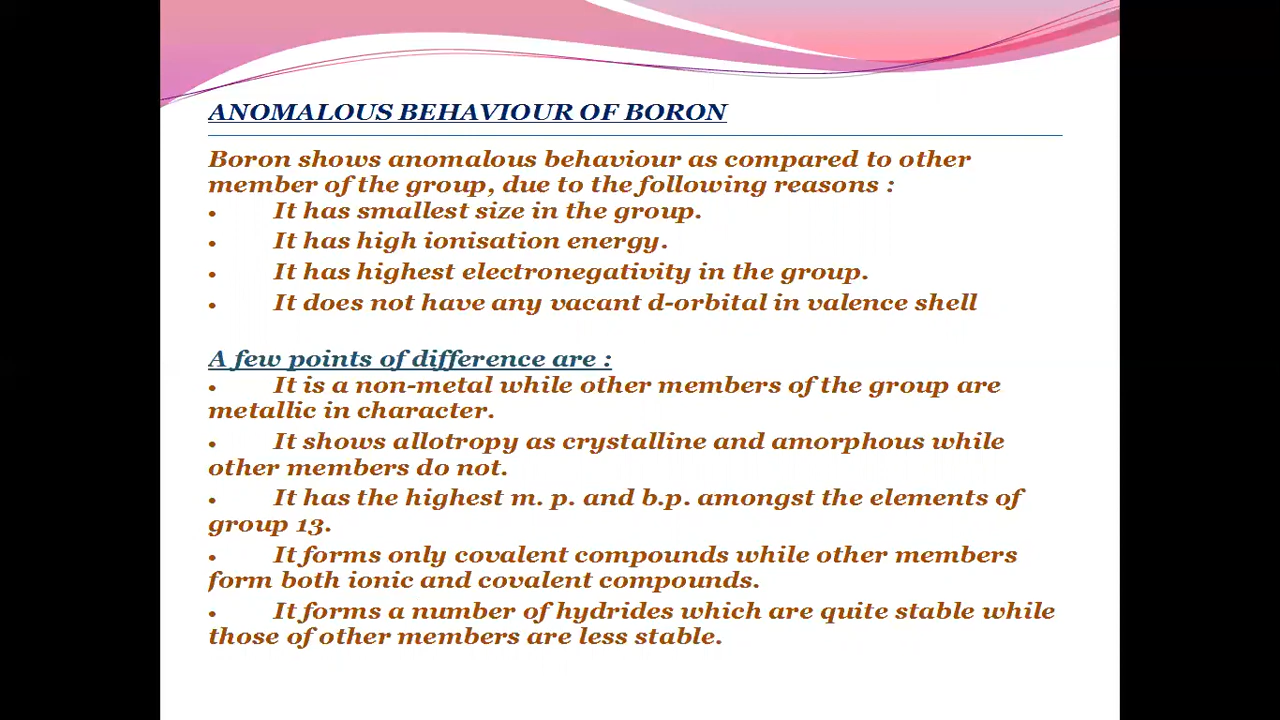 ANOMALOUS BEHAVIOUR OF BORON
Boron shows anomalous behaviour as compared to other
member of the group, due to the following reasons :
• It has smallest size in the group.
• It has high ionisation energy.
• It has highest electronegativity in the group.
• It does not have any vacant d-orbital in valence shell
A few points of difference are :
• It is a non-metal while other members of the group are
metallic in character.
• It shows allotropy as crystalline and amorphous while
other members do not.
• It has the highest m. p. and b.p. amongst the elements of
group 13.
• It forms only covalent compounds while other members
form both ionic and covalent compounds.
• It forms a number of hydrides which are quite stable while
those of other members are less stable.